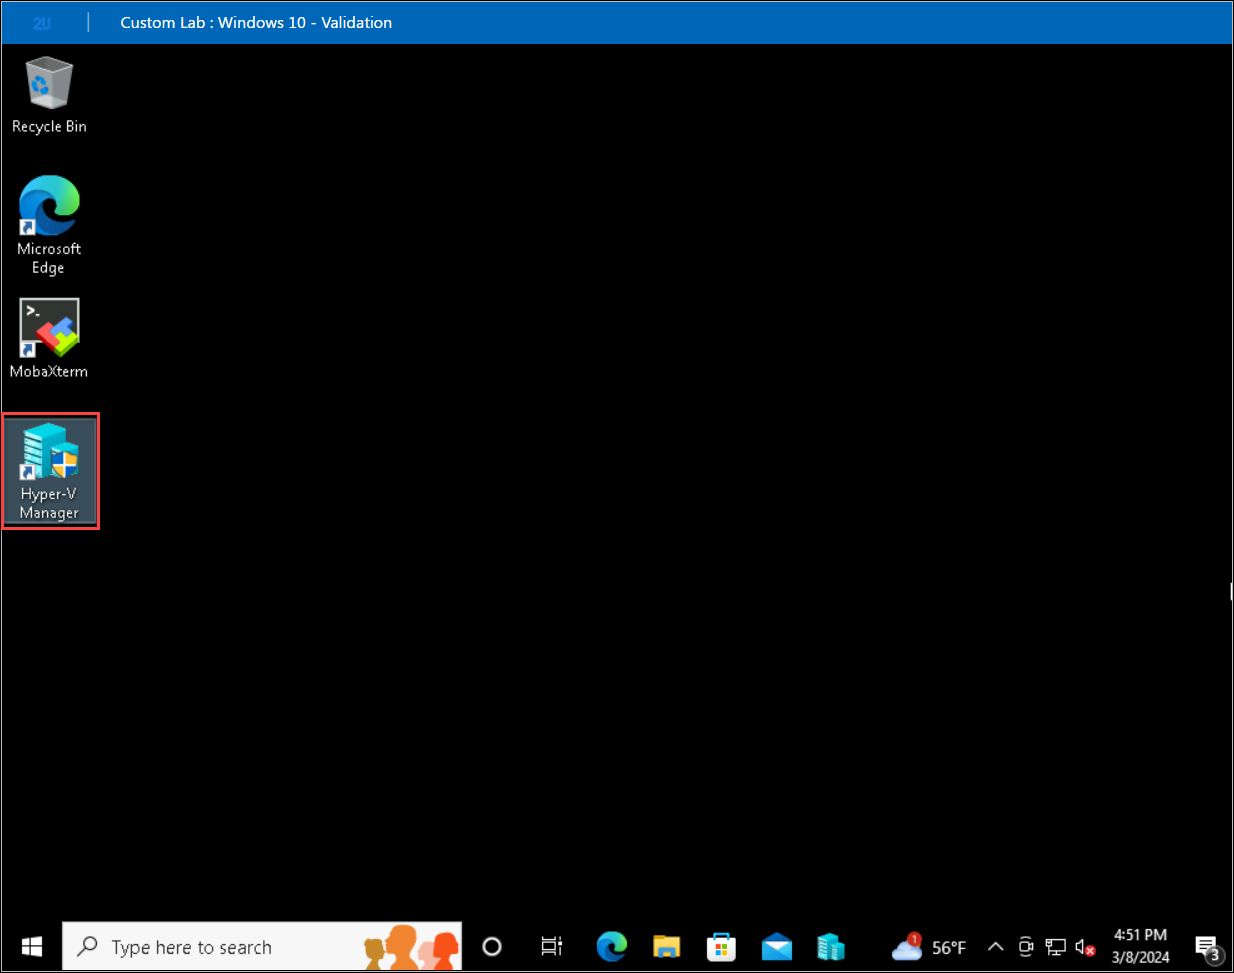 2U
Custom Lab : Windows 10 - Validation
Recycle Bin
Microsoft
Edge
>_
MobaXterm
Hyper-V
Manager
Type here to search
1
56°F
4:51 PM
3/8/2024
3